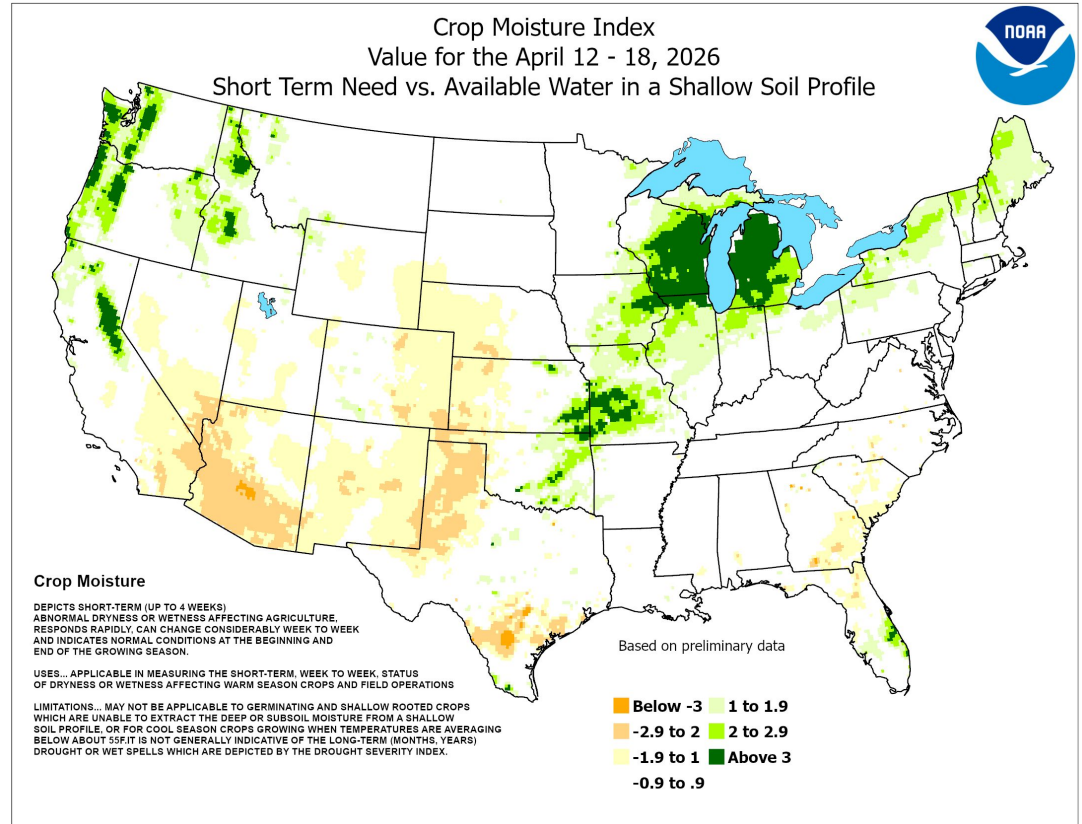 Crop Moisture Index
Value for the April 12 - 18, 2026
Short Term Need vs. Available Water in a Shallow Soil Profile
NOAA
Crop Moisture
DEPICTS SHORT-TERM (UP TO 4 WEEKS)
ABNORMAL DRYNESS OR WETNESS AFFECTING AGRICULTURE,
RESPONDS RAPIDLY, CAN CHANGE CONSIDERABLY WEEK TO WEEK
AND INDICATES NORMAL CONDITIONS AT THE BEGINNING AND
END OF THE GROWING SEASON.
USES... APPLICABLE IN MEASURING THE SHORT-TERM, WEEK TO WEEK, STATUS
OF DRYNESS OR WETNESS AFFECTING WARM SEASON CROPS AND FIELD OPERATIONS
LIMITATIONS... MAY NOT BE APPLICABLE TO GERMINATING AND SHALLOW ROOTED CROPS
WHICH ARE UNABLE TO EXTRACT THE DEEP OR SUBSOIL MOISTURE FROM A SHALLOW
SOIL PROFILE, OR FOR COOL SEASON CROPS GROWING WHEN TEMPERATURES ARE AVERAGING
BELOW ABOUT 55F.IT IS NOT GENERALLY INDICATIVE OF THE LONG-TERM (MONTHS, YEARS)
DROUGHT OR WET SPELLS WHICH ARE DEPICTED BY THE DROUGHT SEVERITY INDEX.
Based on preliminary data
Below -3
-2.9 to 2
-1.9 to 1
-0.9 to .9
1 to 1.9
2 to 2.9
Above 3